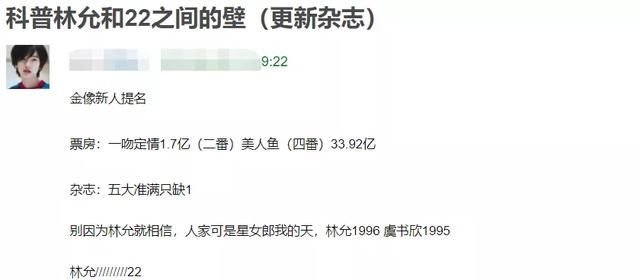 科普林允和22之间的壁（更新杂志）
9:22
金像新人提名
票房：一吻定情1.7亿（二番）美人鱼（四番）33.92亿
杂志：五大准满只缺1
别因为林允就相信，人家可是星女郎我的天，林允1996 虞书欣1995
林允/////////22